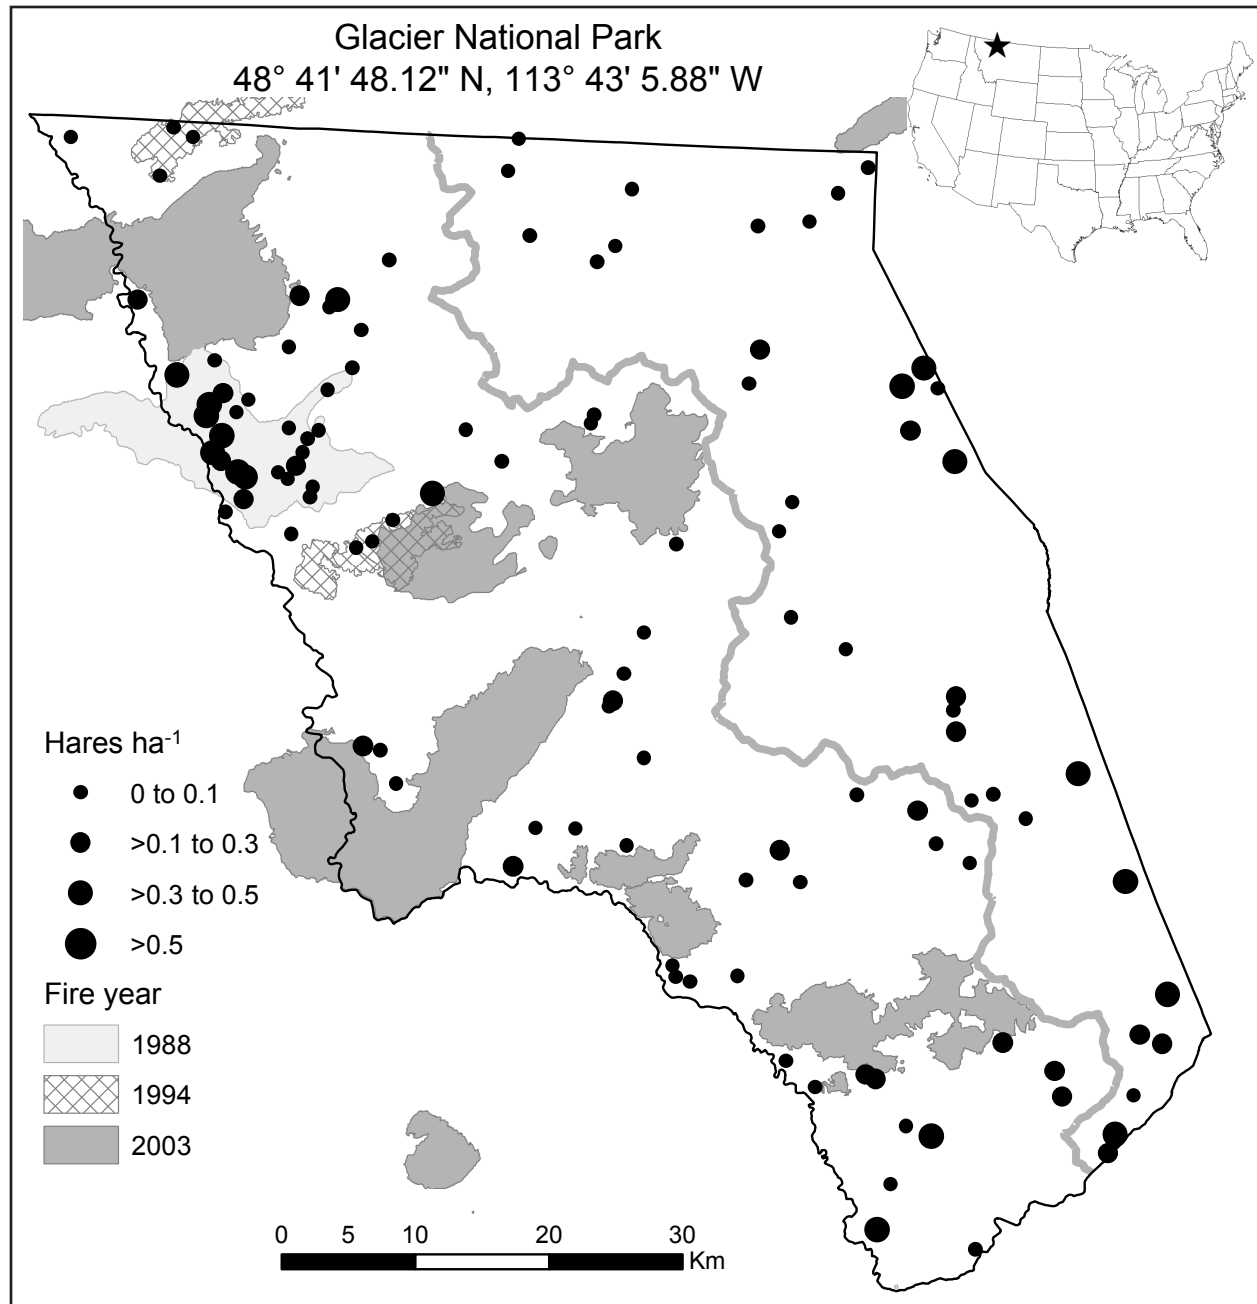 Glacier National Park
48° 41' 48.12" N, 113° 43' 5.88" W
Hares ha-1
0 to 0.1
>0.1 to 0.3
>0.3 to 0.5
>0.5
Fire year
1988
1994
2003
0 5 10 20 30
Km